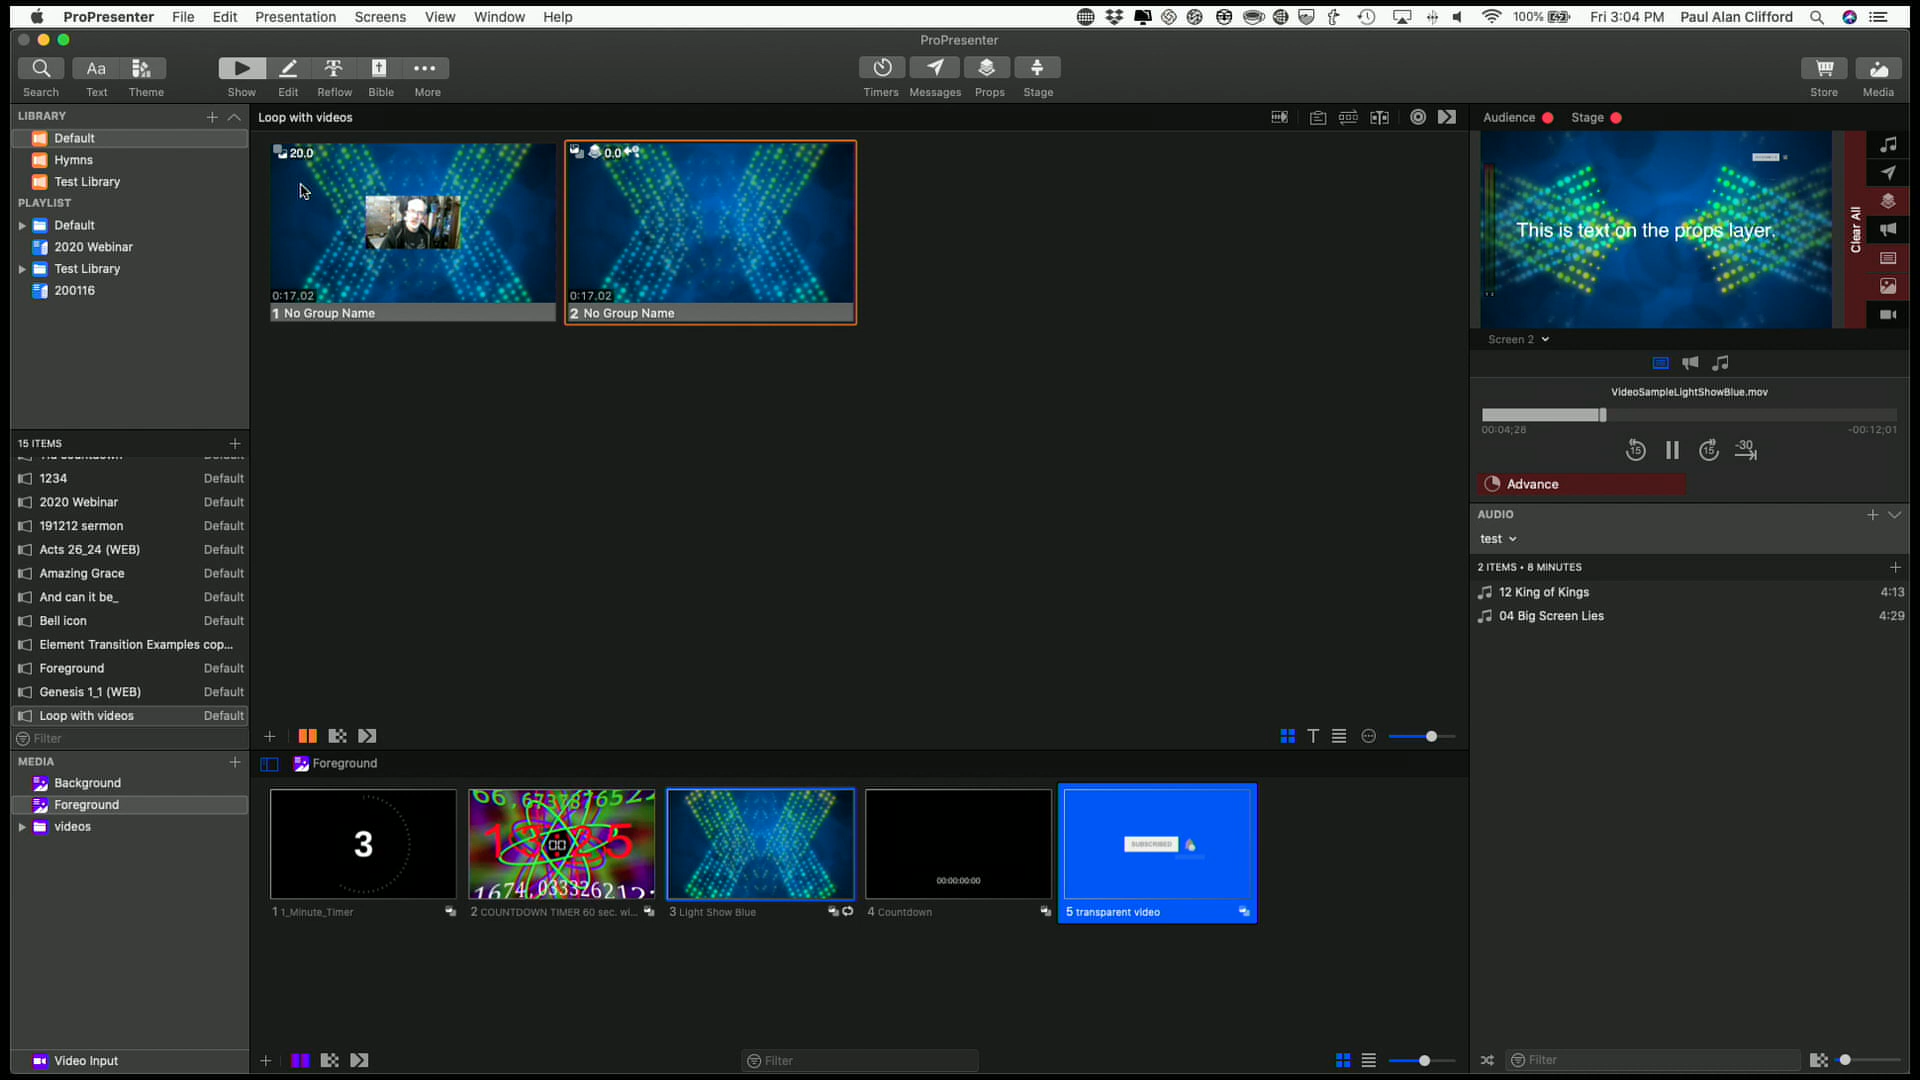 ProPresenter File Edit Presentation Screens View Window Help
100% Fri 3:04 PM Paul Alan Clifford
ProPresenter
Search Text Theme Show Edit Reflow Bible More Timers Messages Props Stage Store Media
LIBRARY
Default
Hymns
Test Library
PLAYLIST
Default
2020 Webinar
Test Library
200116
15 ITEMS
1234 Default
2020 Webinar Default
191212 sermon Default
Acts 26_24 (WEB) Default
Amazing Grace Default
And can it be_ Default
Bell icon Default
Element Transition Examples cop...
Foreground Default
Genesis 1_1 (WEB) Default
Loop with videos Default
Filter
MEDIA
Background
Foreground
videos
Video Input
Loop with videos
20.0
0:17.02
1 No Group Name
0.0
0:17.02
2 No Group Name
Foreground
3
1 1_Minute_Timer
2 COUNTDOWN TIMER 60 sec. wi...
3 Light Show Blue
00:00:00:00
4 Countdown
SUBSCRIBED
5 transparent video
Filter
Audience Stage
This is text on the props layer.
Clear All
Screen 2
VideoSampleLightShowBlue.mov
00:04;28 -00:12;01
15 15 -30
Advance
AUDIO
test
2 ITEMS • 8 MINUTES
12 King of Kings 4:13
04 Big Screen Lies 4:29
Filter